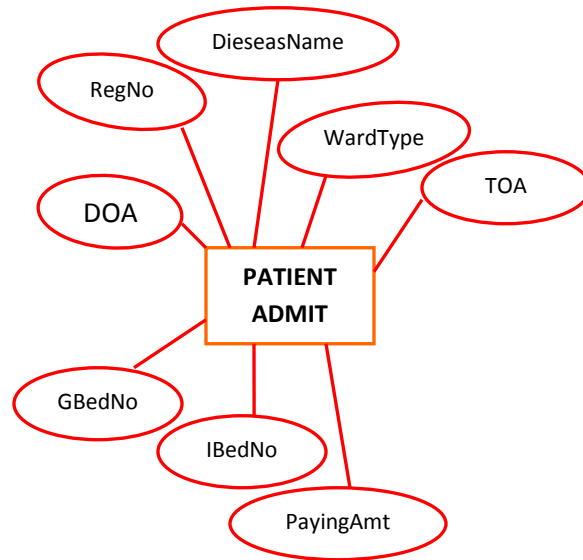 DieseasName
RegNo
WardType
TOA
DOA
PATIENT
ADMIT
GBedNo
IBedNo
PayingAmt